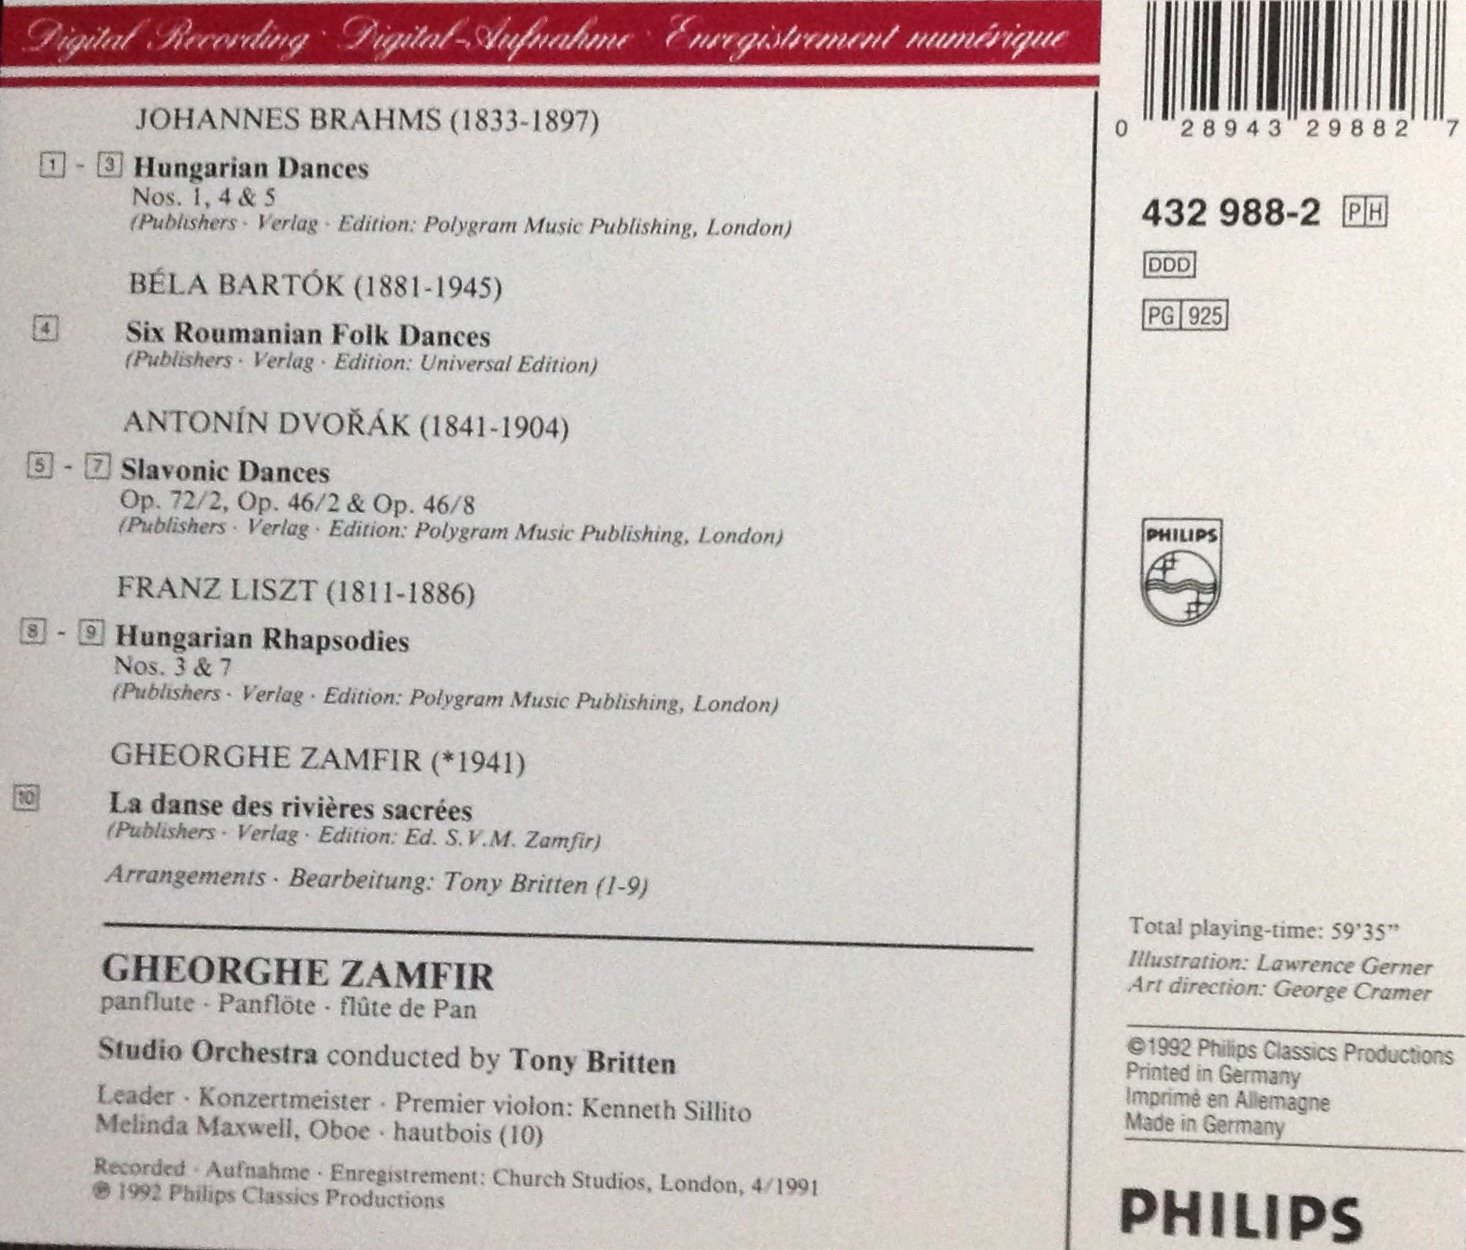 Digital Recording · Digital-Aufnahme · Enregistrement numérique
JOHANNES BRAHMS (1833-1897)
1 - 3 Hungarian Dances
Nos. 1, 4 & 5
(Publishers · Verlag · Edition: Polygram Music Publishing, London)
BÉLA BARTÓK (1881-1945)
4 Six Roumanian Folk Dances
(Publishers · Verlag · Edition: Universal Edition)
ANTONÍN DVOŘÁK (1841-1904)
5 - 7 Slavonic Dances
Op. 72/2, Op. 46/2 & Op. 46/8
(Publishers · Verlag · Edition: Polygram Music Publishing, London)
FRANZ LISZT (1811-1886)
8 - 9 Hungarian Rhapsodies
Nos. 3 & 7
(Publishers · Verlag · Edition: Polygram Music Publishing, London)
GHEORGHE ZAMFIR (*1941)
10 La danse des rivières sacrées
(Publishers · Verlag · Edition: Ed. S.V.M. Zamfir)
Arrangements · Bearbeitung: Tony Britten (1-9)
GHEORGHE ZAMFIR
panflute · Panflöte · flûte de Pan
Studio Orchestra conducted by Tony Britten
Leader · Konzertmeister · Premier violon: Kenneth Sillito
Melinda Maxwell, Oboe · hautbois (10)
Recorded · Aufnahme · Enregistrement: Church Studios, London, 4/1991
℗ 1992 Philips Classics Productions
0 28943 29882 7
432 988-2 PH
DDD
PG 925
PHILIPS
Total playing-time: 59'35"
Illustration: Lawrence Gerner
Art direction: George Cramer
©1992 Philips Classics Productions
Printed in Germany
Imprimé en Allemagne
Made in Germany
PHILIPS